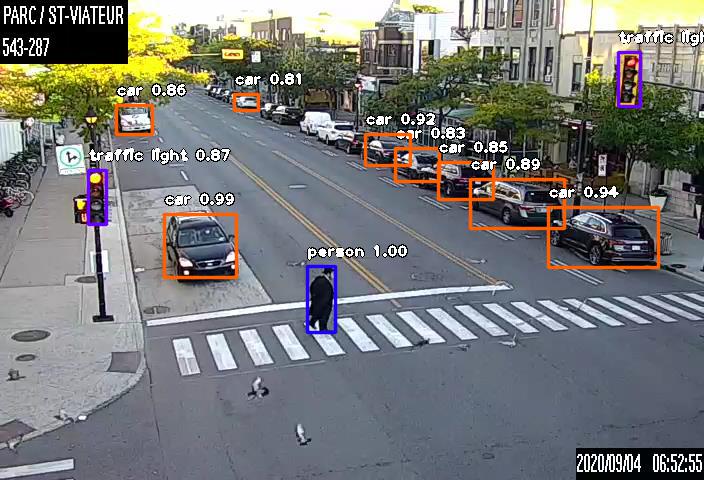 PARC / ST-VIATEUR
543-287
traffic ligh
car 0.86
car 0.81
car 0.92
car 0.83
car 0.85
car 0.89
traffic light 0.87
car 0.94
car 0.99
person 1.00
2020/09/04 06:52:55